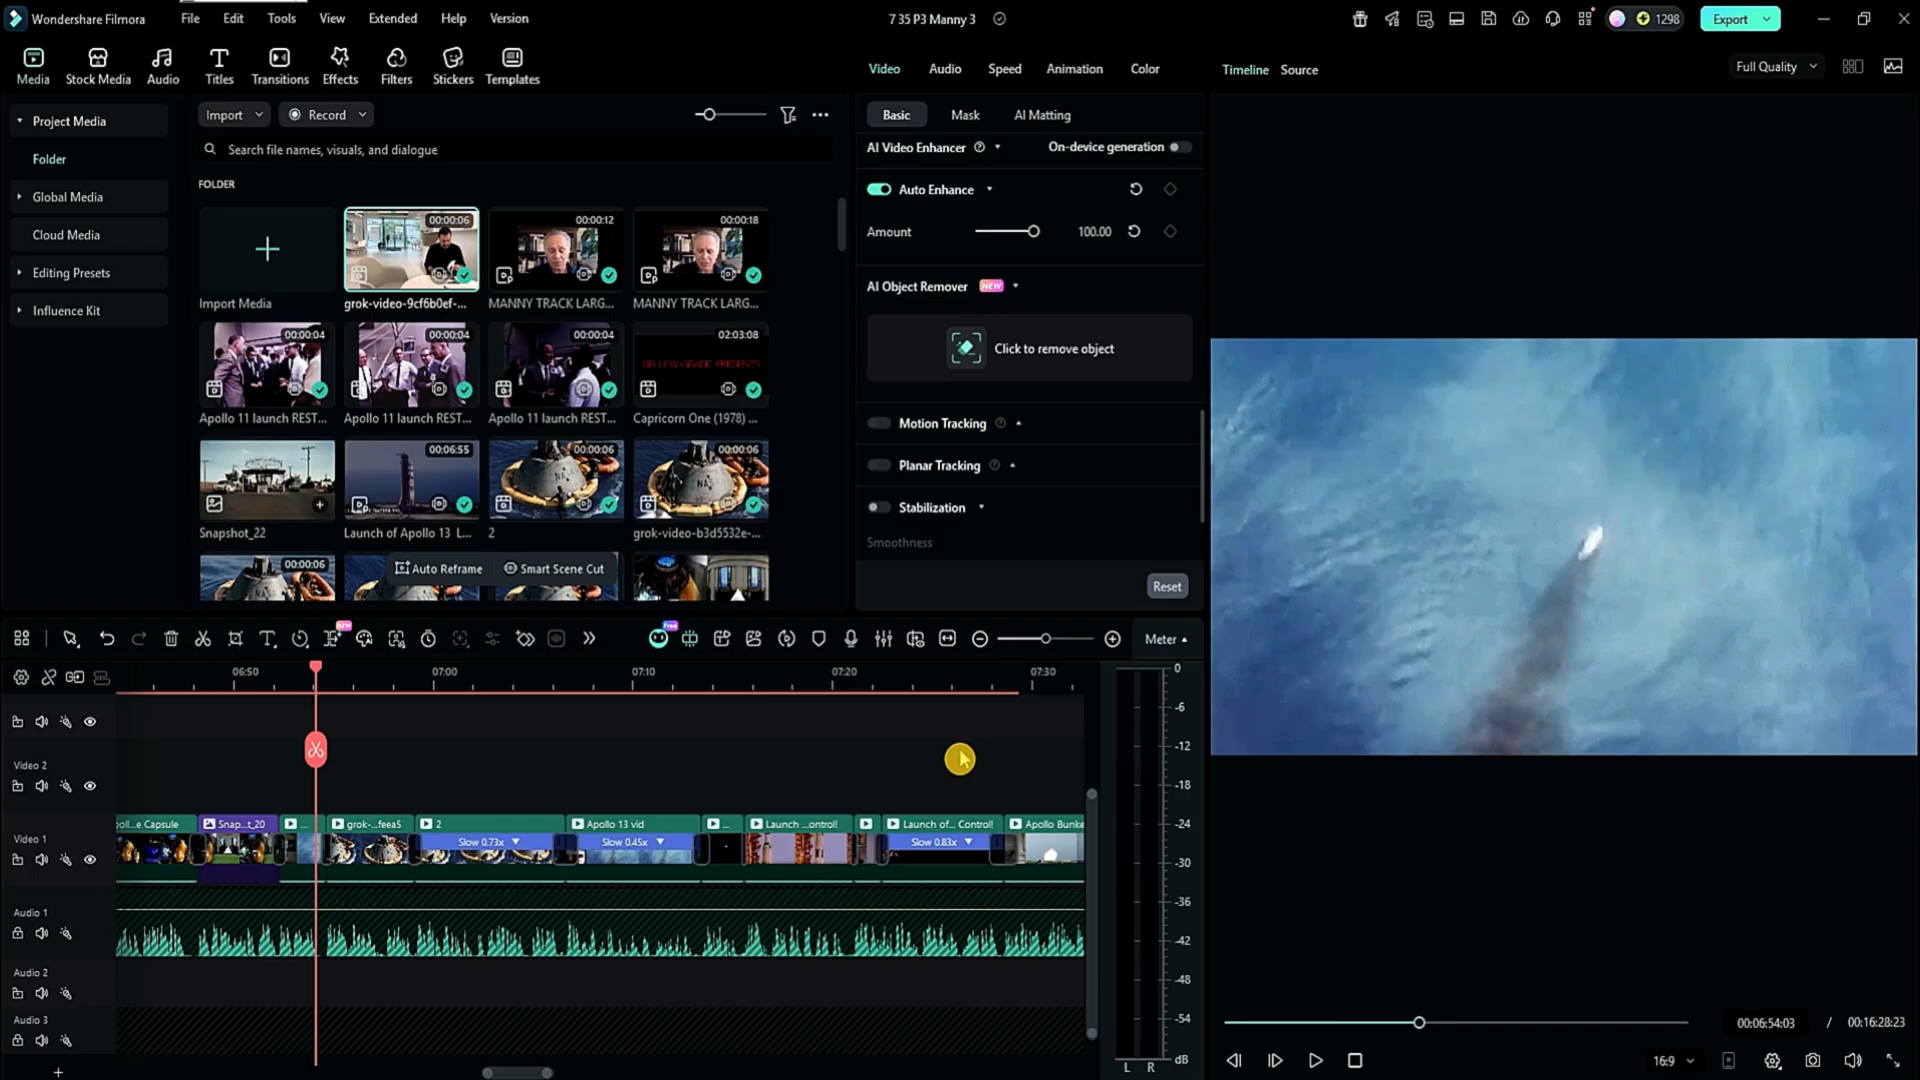 Wondershare Filmora
File
Edit
Tools
View
Extended
Help
Version
7 35 P3 Manny 3
1298
Export
Media
Stock Media
Audio
Titles
Transitions
Effects
Filters
Stickers
Templates
Video
Audio
Speed
Animation
Color
Timeline
Source
Full Quality
Project Media
Folder
Global Media
Cloud Media
Editing Presets
Influence Kit
Import
Record
Search file names, visuals, and dialogue
FOLDER
Import Media
00:00:06
grok-video-9cf6b0ef-...
00:00:12
MANNY TRACK LARG...
00:00:18
MANNY TRACK LARG...
00:00:04
Apollo 11 launch REST...
00:00:04
Apollo 11 launch REST...
00:00:04
Apollo 11 launch REST...
02:03:08
Capricorn One (1978) ...
Snapshot_22
00:06:55
Launch of Apollo 13 L...
00:00:06
2
00:00:06
grok-video-b3d5532e-...
00:00:06
Auto Reframe
Smart Scene Cut
Basic
Mask
AI Matting
AI Video Enhancer
On-device generation
Auto Enhance
Amount
100.00
AI Object Remover
NEW
Click to remove object
Motion Tracking
Planar Tracking
Stabilization
Smoothness
Reset
NEW
Free
Meter
06:50
07:00
07:10
07:20
07:30
Video 2
Video 1
oll...e Capsule
Snap...t_20
...
grok-...feea5
2
Apollo 13 vid
...
Launch ...ontrol!
Launch of... Control!
Apollo Bunke
Slow 0.73x
Slow 0.45x
Slow 0.83x
Audio 1
Audio 2
Audio 3
0
-6
-12
-18
-24
-30
-36
-42
-48
-54
dB
L
R
00:06:54:03
/
00:16:28:23
16:9